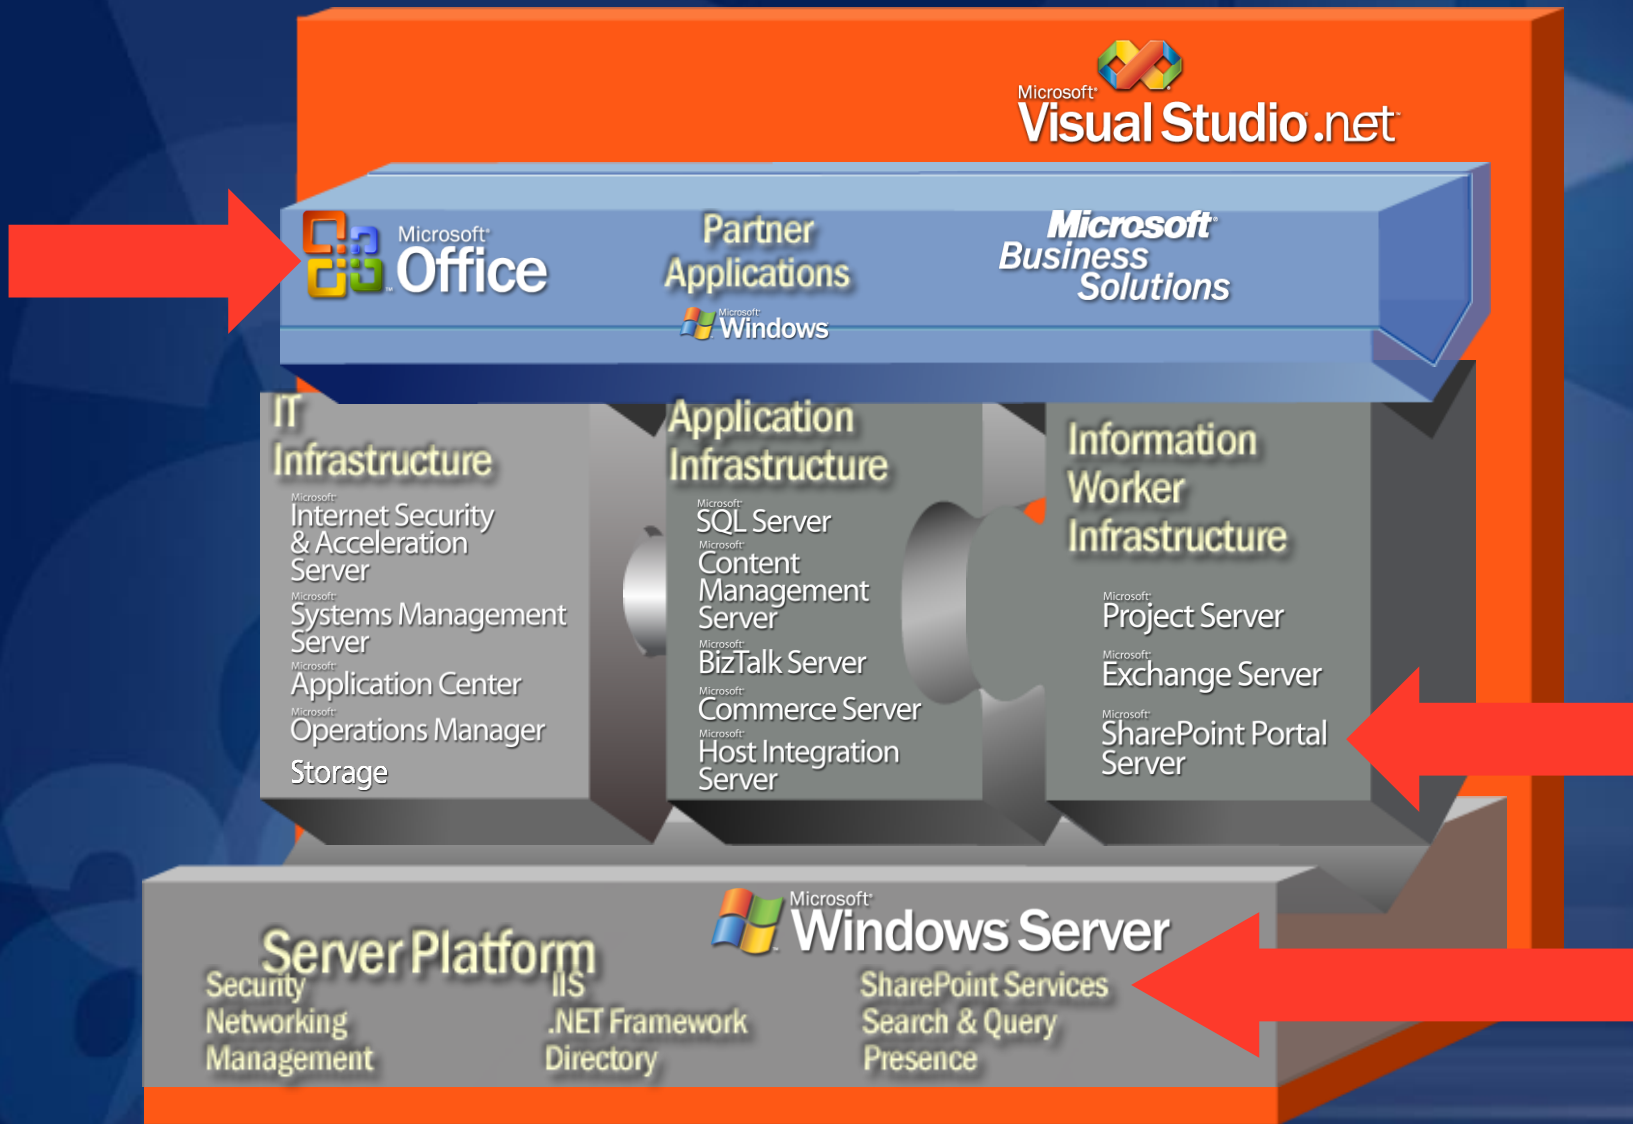 Microsoft®
Visual Studio .net™
Microsoft®
Office
Partner
Applications
Microsoft®
Windows
Microsoft®
Business
Solutions
IT
Infrastructure
Microsoft®
Internet Security
& Acceleration
Server
Microsoft®
Systems Management
Server
Microsoft®
Application Center
Microsoft®
Operations Manager
Storage
Application
Infrastructure
Microsoft®
SQL Server
Microsoft®
Content
Management
Server
Microsoft®
BizTalk Server
Microsoft®
Commerce Server
Microsoft®
Host Integration
Server
Information
Worker
Infrastructure
Microsoft®
Project Server
Microsoft®
Exchange Server
Microsoft®
SharePoint Portal
Server
Server Platform
Microsoft®
Windows Server
Security
Networking
Management
IIS
.NET Framework
Directory
SharePoint Services
Search & Query
Presence